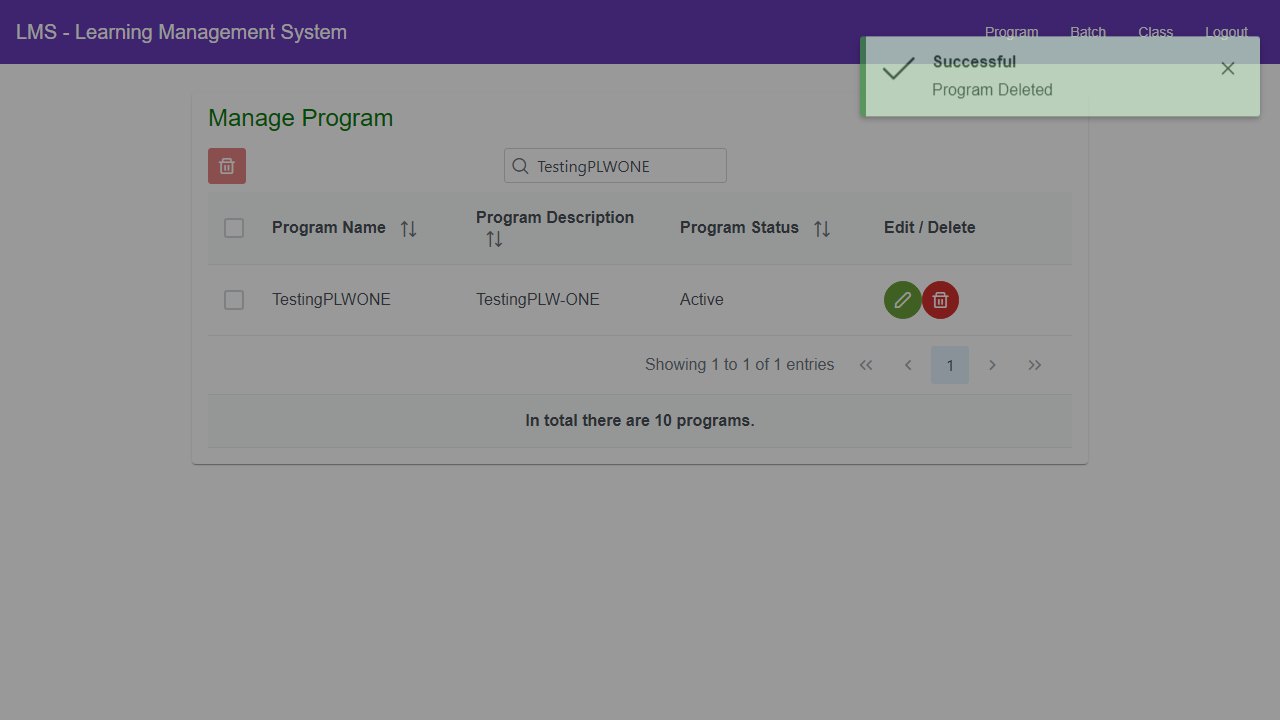 LMS - Learning Management System
Program Batch Class Logout
Successful
Program Deleted
Manage Program
TestingPLWONE
Program Name Program Description Program Status Edit / Delete
TestingPLWONE TestingPLW-ONE Active
Showing 1 to 1 of 1 entries 1
In total there are 10 programs.